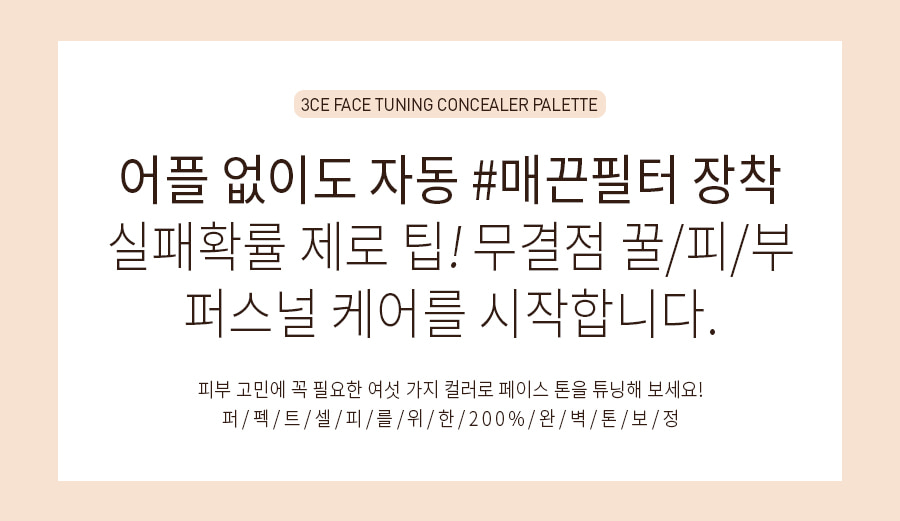 3CE FACE TUNING CONCEALER PALETTE
어플 없이도 자동 #매끈필터 장착
실패확률 제로 팁! 무결점 꿀/피/부
퍼스널 케어를 시작합니다.
피부 고민에 꼭 필요한 여섯 가지 컬러로 페이스 톤을 튜닝해 보세요!
퍼/펙/트/셀/피/를/위/한/200%/완/벽/톤/보/정